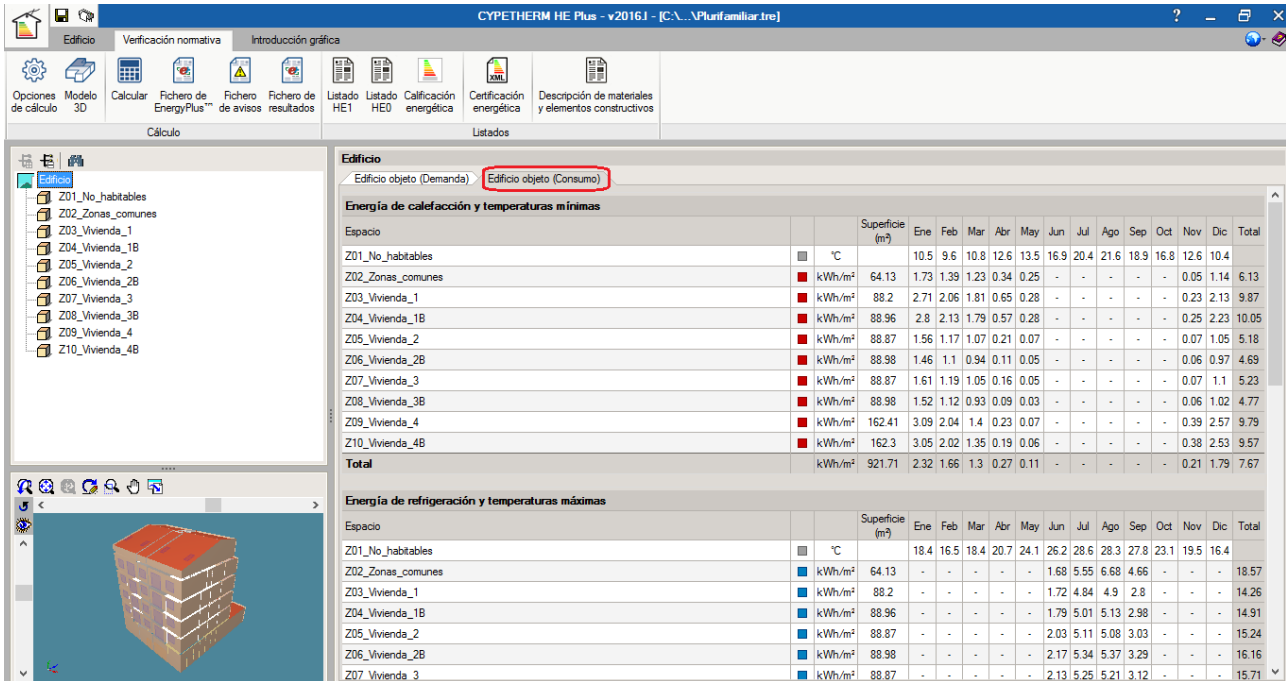 CYPETHERM HE Plus - v2016.l - [C:\...\Plurifamiliar.tre]
Edificio Verificación normativa Introducción gráfica
Opciones de cálculo
Modelo 3D
Calcular
Fichero de EnergyPlus™
Fichero de avisos
Fichero de resultados
Listado HE1
Listado HE0
Calificación energética
XML
Certificación energética
Descripción de materiales y elementos constructivos
Cálculo Listados
Edificio
Z01_No_habitables
Z02_Zonas_comunes
Z03_Vivienda_1
Z04_Vivienda_1B
Z05_Vivienda_2
Z06_Vivienda_2B
Z07_Vivienda_3
Z08_Vivienda_3B
Z09_Vivienda_4
Z10_Vivienda_4B
Edificio
Edificio objeto (Demanda) Edificio objeto (Consumo)
Energía de calefacción y temperaturas mínimas
Espacio Superficie (m²) Ene Feb Mar Abr May Jun Jul Ago Sep Oct Nov Dic Total
Z01_No_habitables °C 10.5 9.6 10.8 12.6 13.5 16.9 20.4 21.6 18.9 16.8 12.6 10.4
Z02_Zonas_comunes kWh/m² 64.13 1.73 1.39 1.23 0.34 0.25 - - - - - 0.05 1.14 6.13
Z03_Vivienda_1 kWh/m² 88.2 2.71 2.06 1.81 0.65 0.28 - - - - - 0.23 2.13 9.87
Z04_Vivienda_1B kWh/m² 88.96 2.8 2.13 1.79 0.57 0.28 - - - - - 0.25 2.23 10.05
Z05_Vivienda_2 kWh/m² 88.87 1.56 1.17 1.07 0.21 0.07 - - - - - 0.07 1.05 5.18
Z06_Vivienda_2B kWh/m² 88.98 1.46 1.1 0.94 0.11 0.05 - - - - - 0.06 0.97 4.69
Z07_Vivienda_3 kWh/m² 88.87 1.61 1.19 1.05 0.16 0.05 - - - - - 0.07 1.1 5.23
Z08_Vivienda_3B kWh/m² 88.98 1.52 1.12 0.93 0.09 0.03 - - - - - 0.06 1.02 4.77
Z09_Vivienda_4 kWh/m² 162.41 3.09 2.04 1.4 0.23 0.07 - - - - - 0.39 2.57 9.79
Z10_Vivienda_4B kWh/m² 162.3 3.05 2.02 1.35 0.19 0.06 - - - - - 0.38 2.53 9.57
Total kWh/m² 921.71 2.32 1.66 1.3 0.27 0.11 - - - - - 0.21 1.79 7.67
Energía de refrigeración y temperaturas máximas
Espacio Superficie (m²) Ene Feb Mar Abr May Jun Jul Ago Sep Oct Nov Dic Total
Z01_No_habitables °C 18.4 16.5 18.4 20.7 24.1 26.2 28.6 28.3 27.8 23.1 19.5 16.4
Z02_Zonas_comunes kWh/m² 64.13 - - - - - 1.68 5.55 6.68 4.66 - - - 18.57
Z03_Vivienda_1 kWh/m² 88.2 - - - - - 1.72 4.84 4.9 2.8 - - - 14.26
Z04_Vivienda_1B kWh/m² 88.96 - - - - - 1.79 5.01 5.13 2.98 - - - 14.91
Z05_Vivienda_2 kWh/m² 88.87 - - - - - 2.03 5.11 5.08 3.03 - - - 15.24
Z06_Vivienda_2B kWh/m² 88.98 - - - - - 2.17 5.34 5.37 3.29 - - - 16.16
Z07_Vivienda_3 kWh/m² 88.87 - - - - - 2.13 5.25 5.21 3.12 - - - 15.71